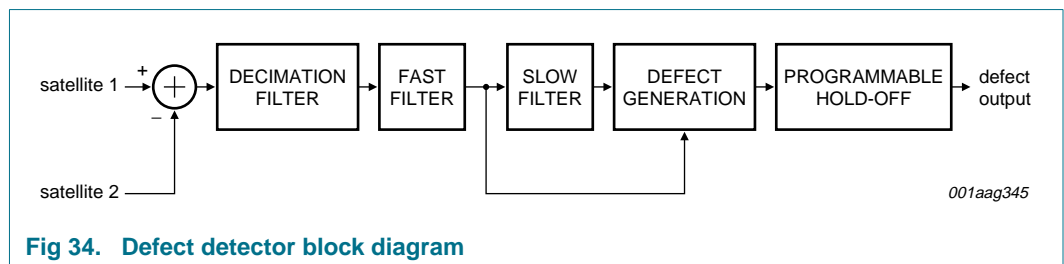 satellite 1
+
−
+
DECIMATION
FILTER
FAST
FILTER
SLOW
FILTER
DEFECT
GENERATION
PROGRAMMABLE
HOLD-OFF
defect
output
satellite 2
001aag345
Fig 34. Defect detector block diagram